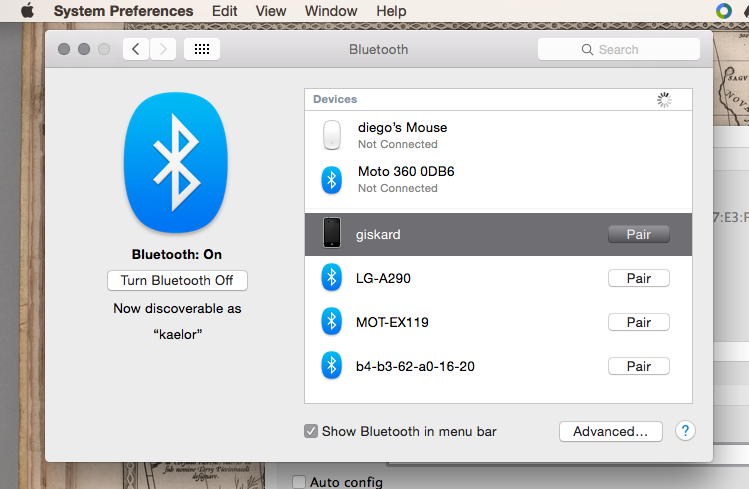 System Preferences Edit View Window Help
Bluetooth
Search
Devices
diego's Mouse
Not Connected
Moto 360 0DB6
Not Connected
giskard Pair
LG-A290 Pair
MOT-EX119 Pair
b4-b3-62-a0-16-20 Pair
Bluetooth: On
Turn Bluetooth Off
Now discoverable as
“kaelor”
Show Bluetooth in menu bar
Advanced...
?
7:E3:F
Auto config